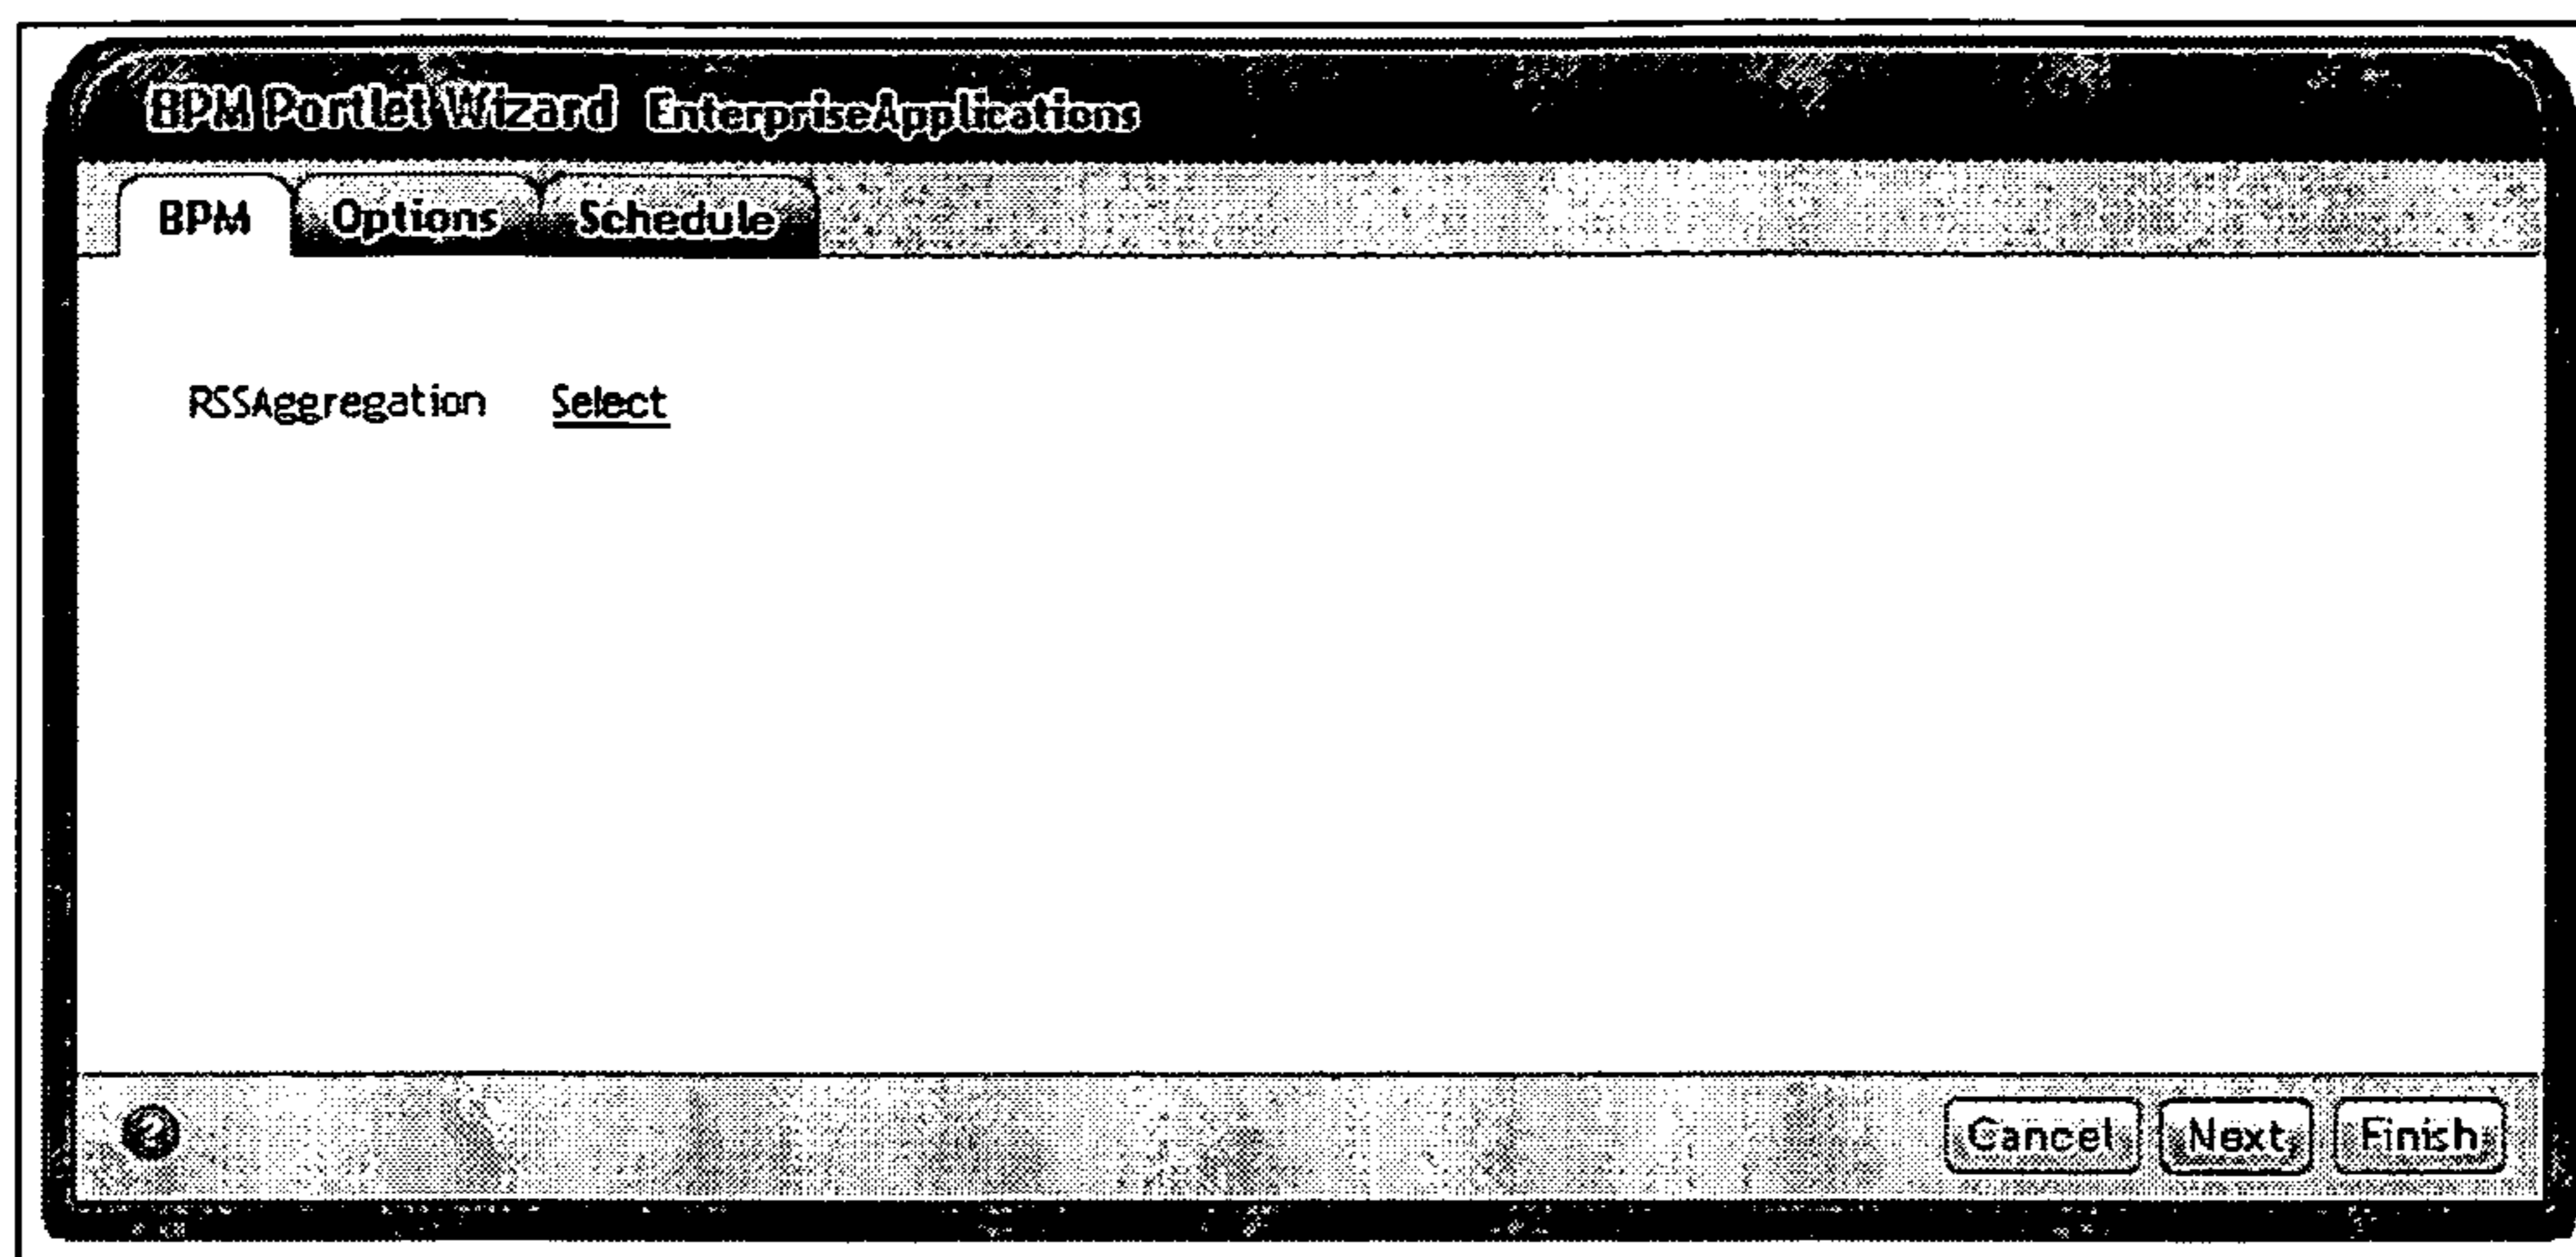 BPM Portlet Wizard EnterpriseApplications
BPM Options Schedule
RSSAggregation Select
? Cancel Next Finish